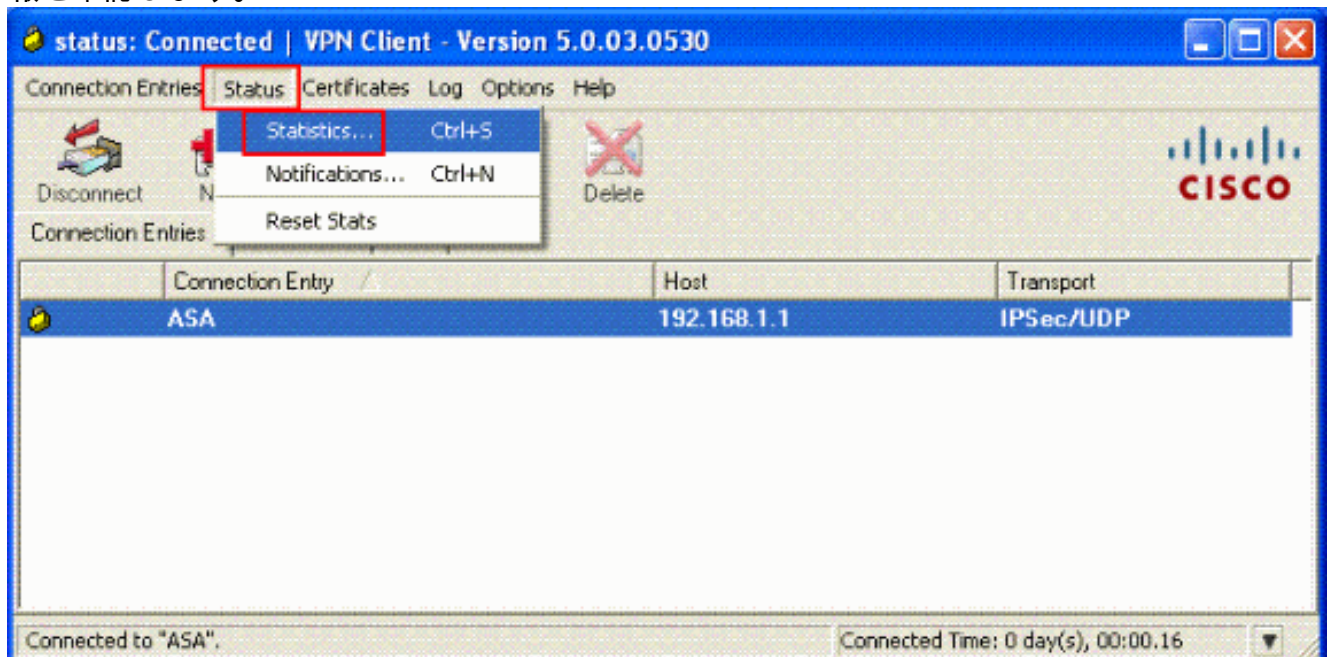 status: Connected | VPN Client - Version 5.0.03.0530
Connection Entries Status Certificates Log Options Help
Statistics... Ctrl+S
Notifications... Ctrl+N
Reset Stats
Disconnect
Delete
CISCO
Connection Entries
Connection Entry Host Transport
ASA 192.168.1.1 IPSec/UDP
Connected to "ASA". Connected Time: 0 day(s), 00:00.16